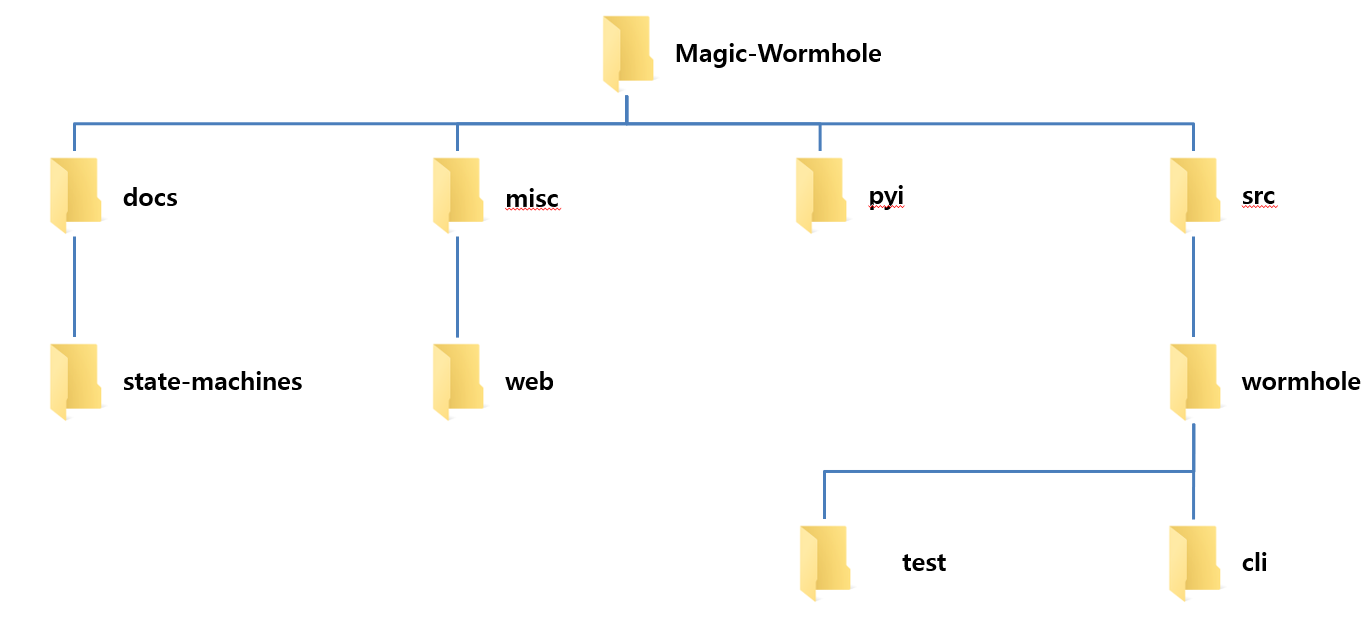 Magic-Wormhole
docs
misc
pyi
src
state-machines
web
wormhole
test
cli